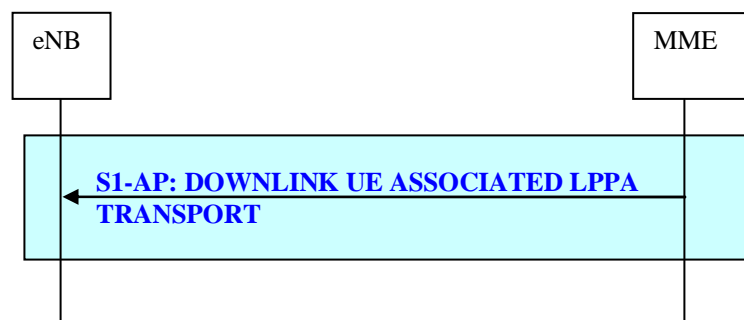 eNB
MME
S1-AP: DOWNLINK UE ASSOCIATED LPPA
TRANSPORT